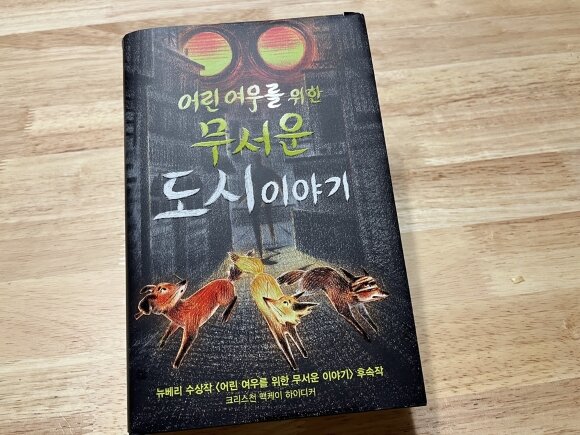 어린 여우를 위한
무서운
도시 이야기
뉴베리 수상작 <어린 여우를 위한 무서운 이야기> 후속작
크리스천 맥케이 하이디커